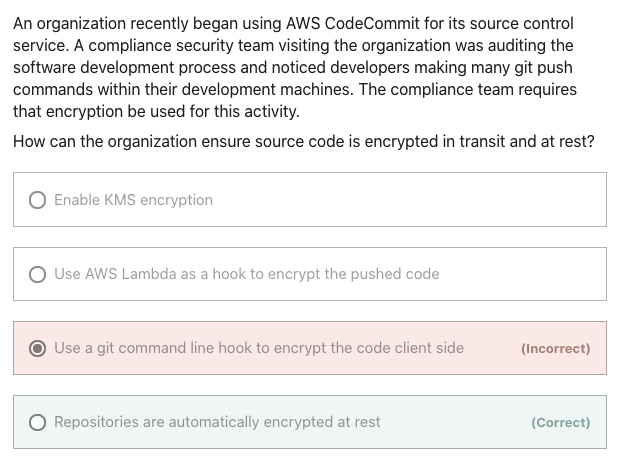 An organization recently began using AWS CodeCommit for its source control
service. A compliance security team visiting the organization was auditing the
software development process and noticed developers making many git push
commands within their development machines. The compliance team requires
that encryption be used for this activity.
How can the organization ensure source code is encrypted in transit and at rest?
Enable KMS encryption
Use AWS Lambda as a hook to encrypt the pushed code
Use a git command line hook to encrypt the code client side (Incorrect)
Repositories are automatically encrypted at rest (Correct)